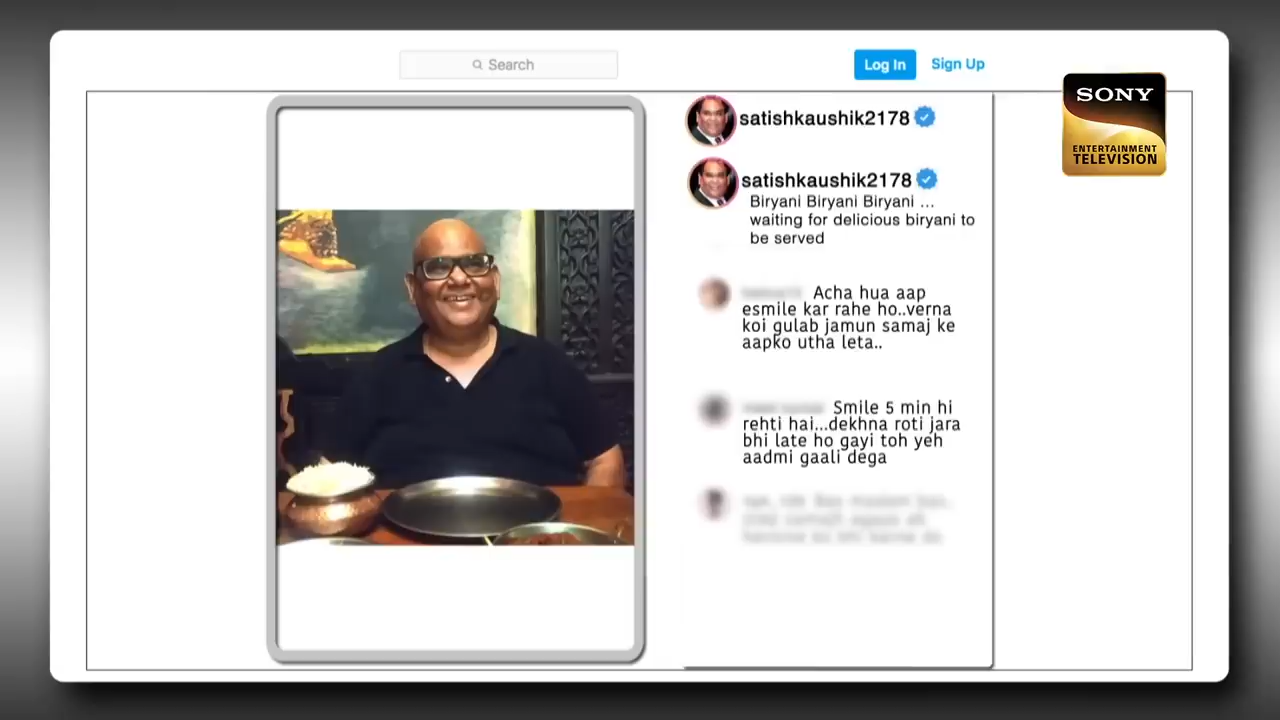 Search
Log In
Sign Up
SONY
ENTERTAINMENT
TELEVISION
satishkaushik2178
satishkaushik2178
Biryani Biryani Biryani ...
waiting for delicious biryani to
be served
Acha hua aap
esmile kar rahe ho..verna
koi gulab jamun samaj ke
aapko utha leta..
Smile 5 min hi
rehti hai...dekhna roti jara
bhi late ho gayi toh yeh
aadmi gaali dega